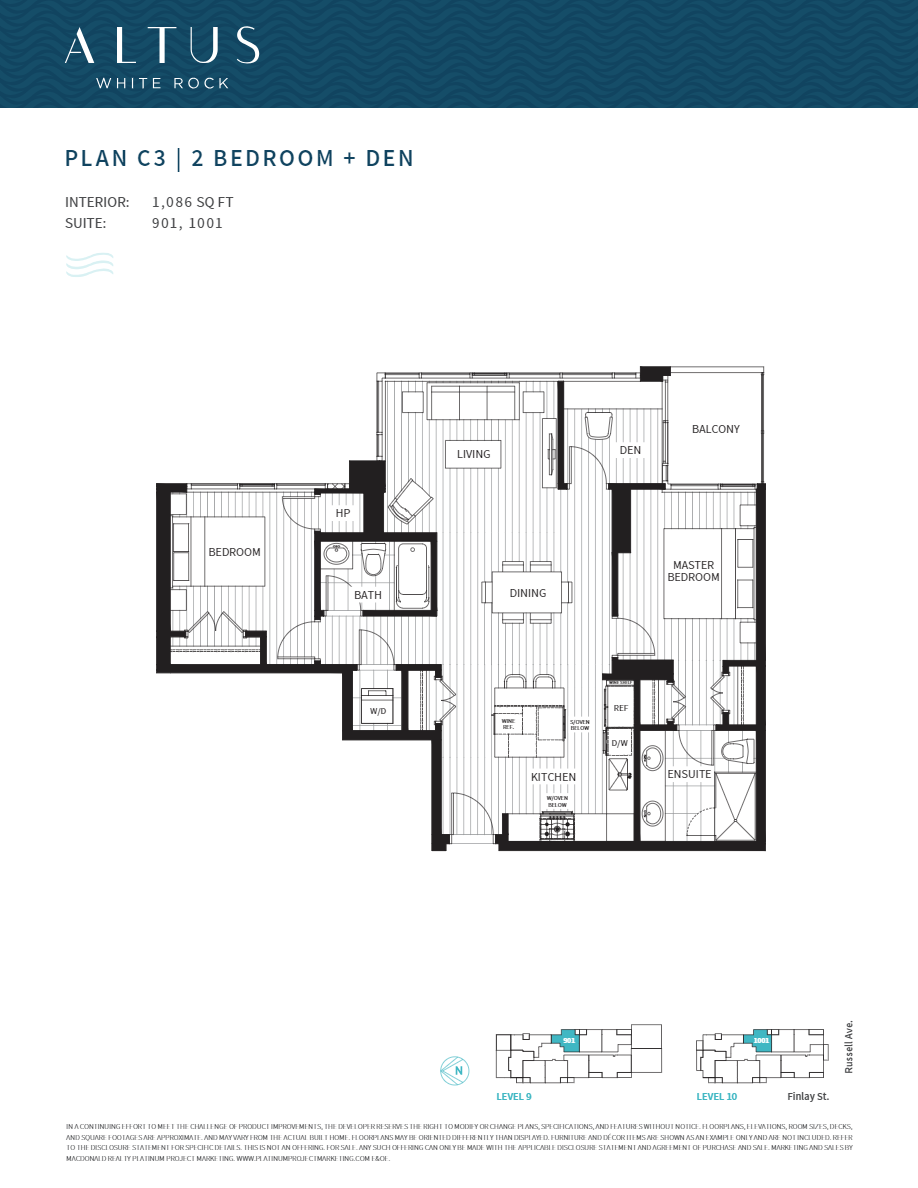 ALTUS
WHITE ROCK
PLAN C3 | 2 BEDROOM + DEN
INTERIOR: 1,086 SQ FT
SUITE: 901, 1001
BALCONY
DEN
LIVING
HP
BEDROOM
MASTER
BEDROOM
BATH
DINING
W/D
REF
WINE SHELF
WINE
REF.
S/OVEN
BELOW
D/W
KITCHEN
ENSUITE
W/OVEN
BELOW
N
901
1001
LEVEL 9
LEVEL 10
Finlay St.
Russell Ave.
IN A CONTINUING EFFORT TO MEET THE CHALLENGE OF PRODUCT IMPROVEMENTS, THE DEVELOPER RESERVES THE RIGHT TO MODIFY OR CHANGE PLANS, SPECIFICATIONS, AND FEATURES WITHOUT NOTICE. FLOORPLANS, ELEVATIONS, ROOM SIZES, DECKS,
AND SQUARE FOOTAGES ARE APPROXIMATE. AND MAY VARY FROM THE ACTUAL BUILT HOME. FLOORPLANS MAY BE ORIENTED DIFFERENTLY THAN DISPLAYED. FURNITURE AND DÉCOR ITEMS ARE SHOWN AS AN EXAMPLE ONLY AND ARE NOT INCLUDED. REFER
TO THE DISCLOSURE STATEMENT FOR SPECIFIC DETAILS. THIS IS NOT AN OFFERING. FOR SALE. ANY SUCH OFFERING CAN ONLY BE MADE WITH THE APPLICABLE DISCLOSURE STATEMENT AND AGREEMENT OF PURCHASE AND SALE. MARKETING AND SALES BY
MACDONALD REALTY PLATINUM PROJECT MARKETING. WWW.PLATINUMPROJECTMARKETING.COM E&OE.